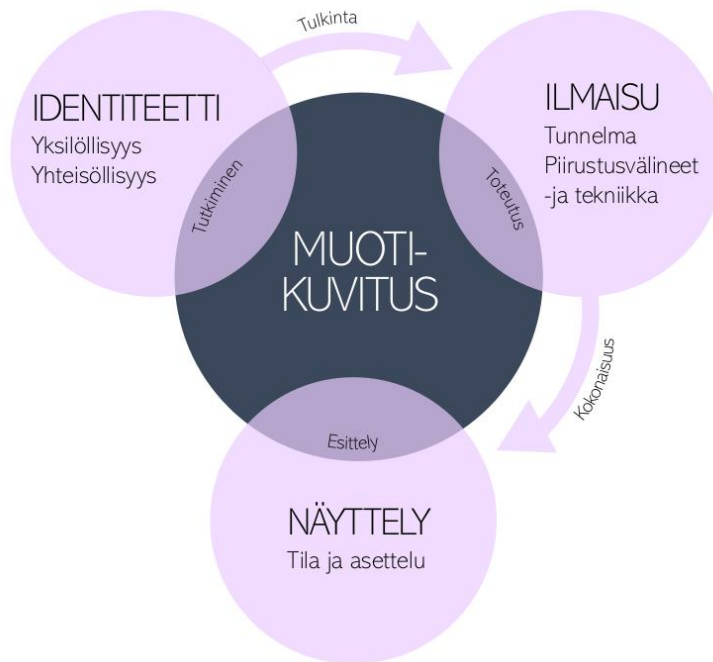 Tulkinta
IDENTITEETTI
Yksilöllisyys
Yhteisöllisyys
Tutkiminen
ILMAISU
Tunnelma
Piirustusvälineet
-ja tekniikka
Toteutus
MUOTI-
KUVITUS
Kokonaisuus
Esittely
NÄYTTELY
Tila ja asettelu